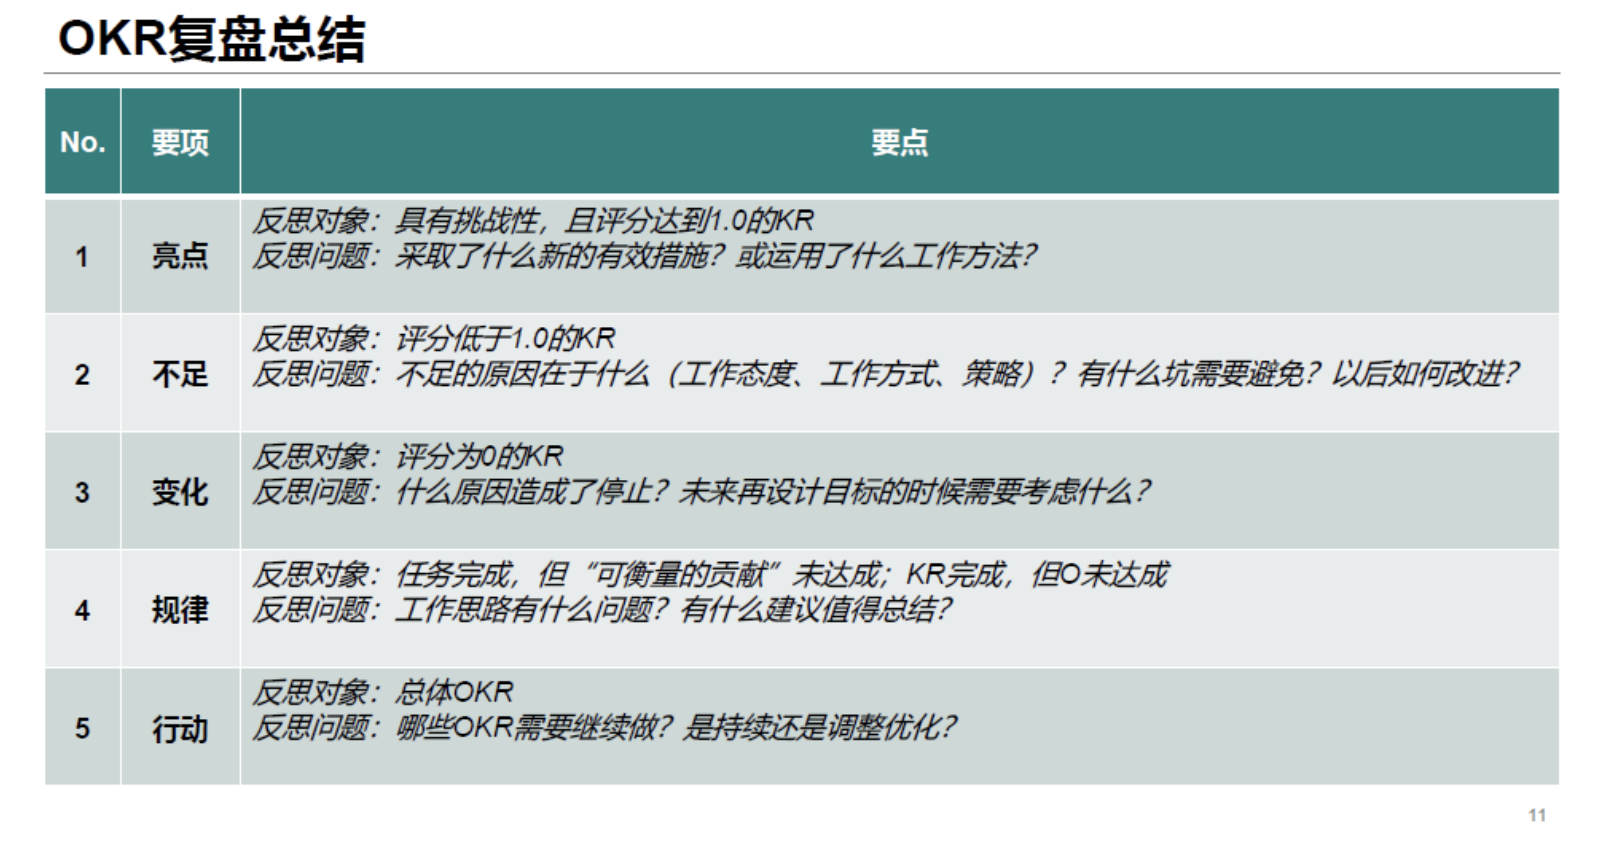 OKR复盘总结
No. 要项 要点
1 亮点 反思对象：具有挑战性，且评分达到1.0的KR
反思问题：采取了什么新的有效措施？或运用了什么工作方法？
2 不足 反思对象：评分低于1.0的KR
反思问题：不足的原因在于什么（工作态度、工作方式、策略）？有什么坑需要避免？以后如何改进？
3 变化 反思对象：评分为0的KR
反思问题：什么原因造成了停止？未来再设计目标的时候需要考虑什么？
4 规律 反思对象：任务完成，但“可衡量的贡献”未达成；KR完成，但O未达成
反思问题：工作思路有什么问题？有什么建议值得总结？
5 行动 反思对象：总体OKR
反思问题：哪些OKR需要继续做？是持续还是调整优化？
11